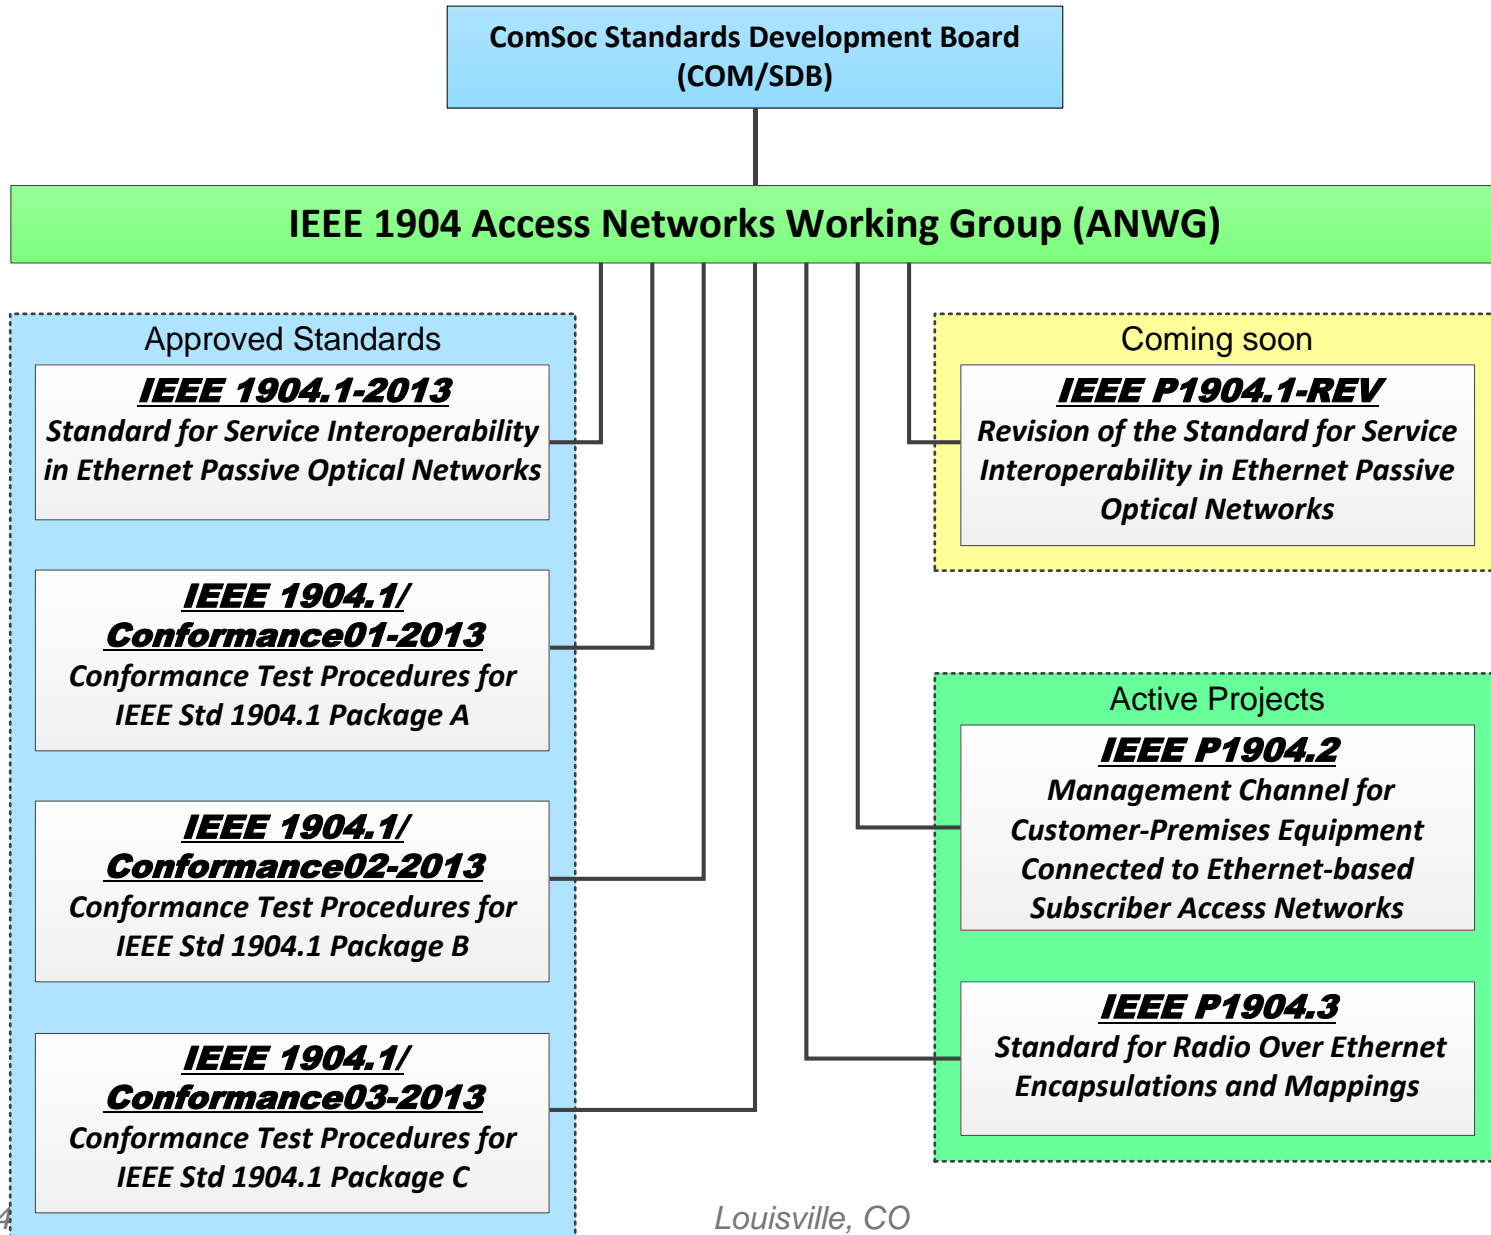 ComSoc Standards Development Board
(COM/SDB)
IEEE 1904 Access Networks Working Group (ANWG)
Approved Standards
IEEE 1904.1-2013
Standard for Service Interoperability
in Ethernet Passive Optical Networks
IEEE 1904.1/
Conformance01-2013
Conformance Test Procedures for
IEEE Std 1904.1 Package A
IEEE 1904.1/
Conformance02-2013
Conformance Test Procedures for
IEEE Std 1904.1 Package B
IEEE 1904.1/
Conformance03-2013
Conformance Test Procedures for
IEEE Std 1904.1 Package C
Coming soon
IEEE P1904.1-REV
Revision of the Standard for Service
Interoperability in Ethernet Passive
Optical Networks
Active Projects
IEEE P1904.2
Management Channel for
Customer-Premises Equipment
Connected to Ethernet-based
Subscriber Access Networks
IEEE P1904.3
Standard for Radio Over Ethernet
Encapsulations and Mappings
Louisville, CO